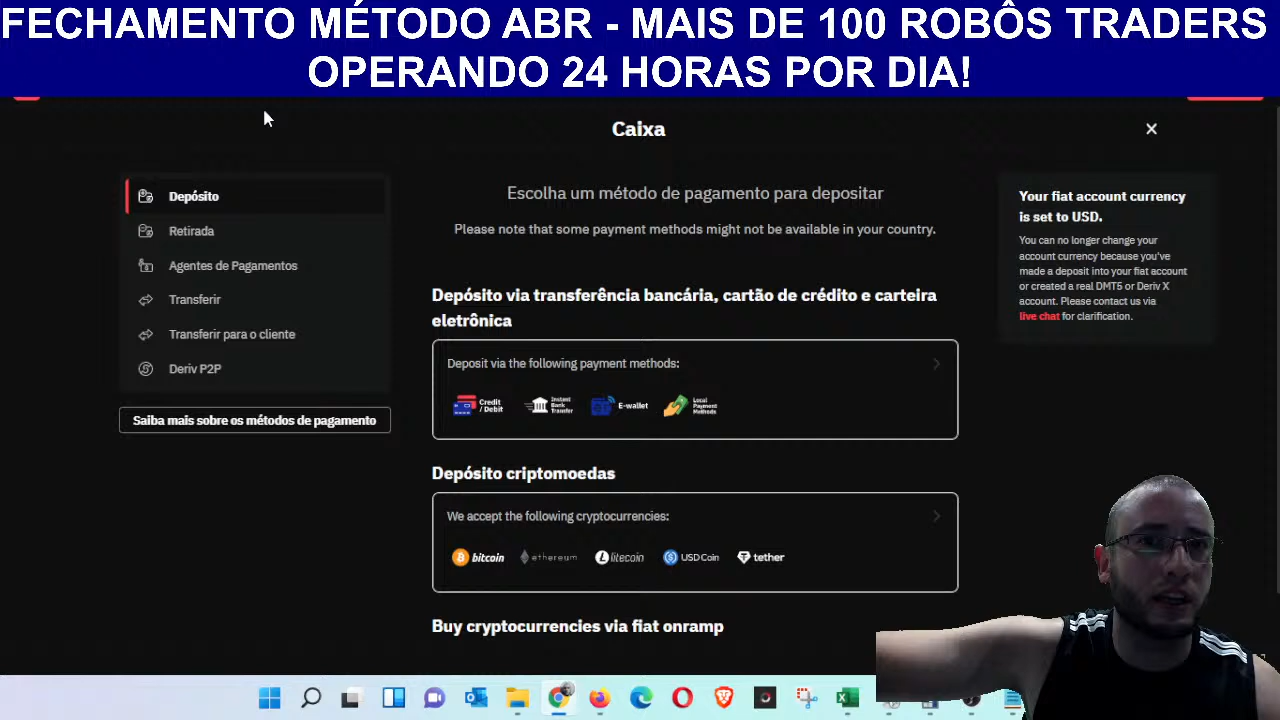 FECHAMENTO MÉTODO ABR - MAIS DE 100 ROBÔS TRADERS
OPERANDO 24 HORAS POR DIA!
Caixa
Depósito
Retirada
Agentes de Pagamentos
Transferir
Transferir para o cliente
Deriv P2P
Saiba mais sobre os métodos de pagamento
Escolha um método de pagamento para depositar
Please note that some payment methods might not be available in your country.
Depósito via transferência bancária, cartão de crédito e carteira
eletrônica
Deposit via the following payment methods:
Credit
/ Debit
Instant
Bank
Transfer
E-wallet
Local
Payment
Methods
Depósito criptomoedas
We accept the following cryptocurrencies:
bitcoin
ethereum
litecoin
USD Coin
tether
Buy cryptocurrencies via fiat onramp
Your fiat account currency
is set to USD.
You can no longer change your
account currency because you've
made a deposit into your fiat account
or created a real DMT5 or Deriv X
account. Please contact us via
live chat for clarification.